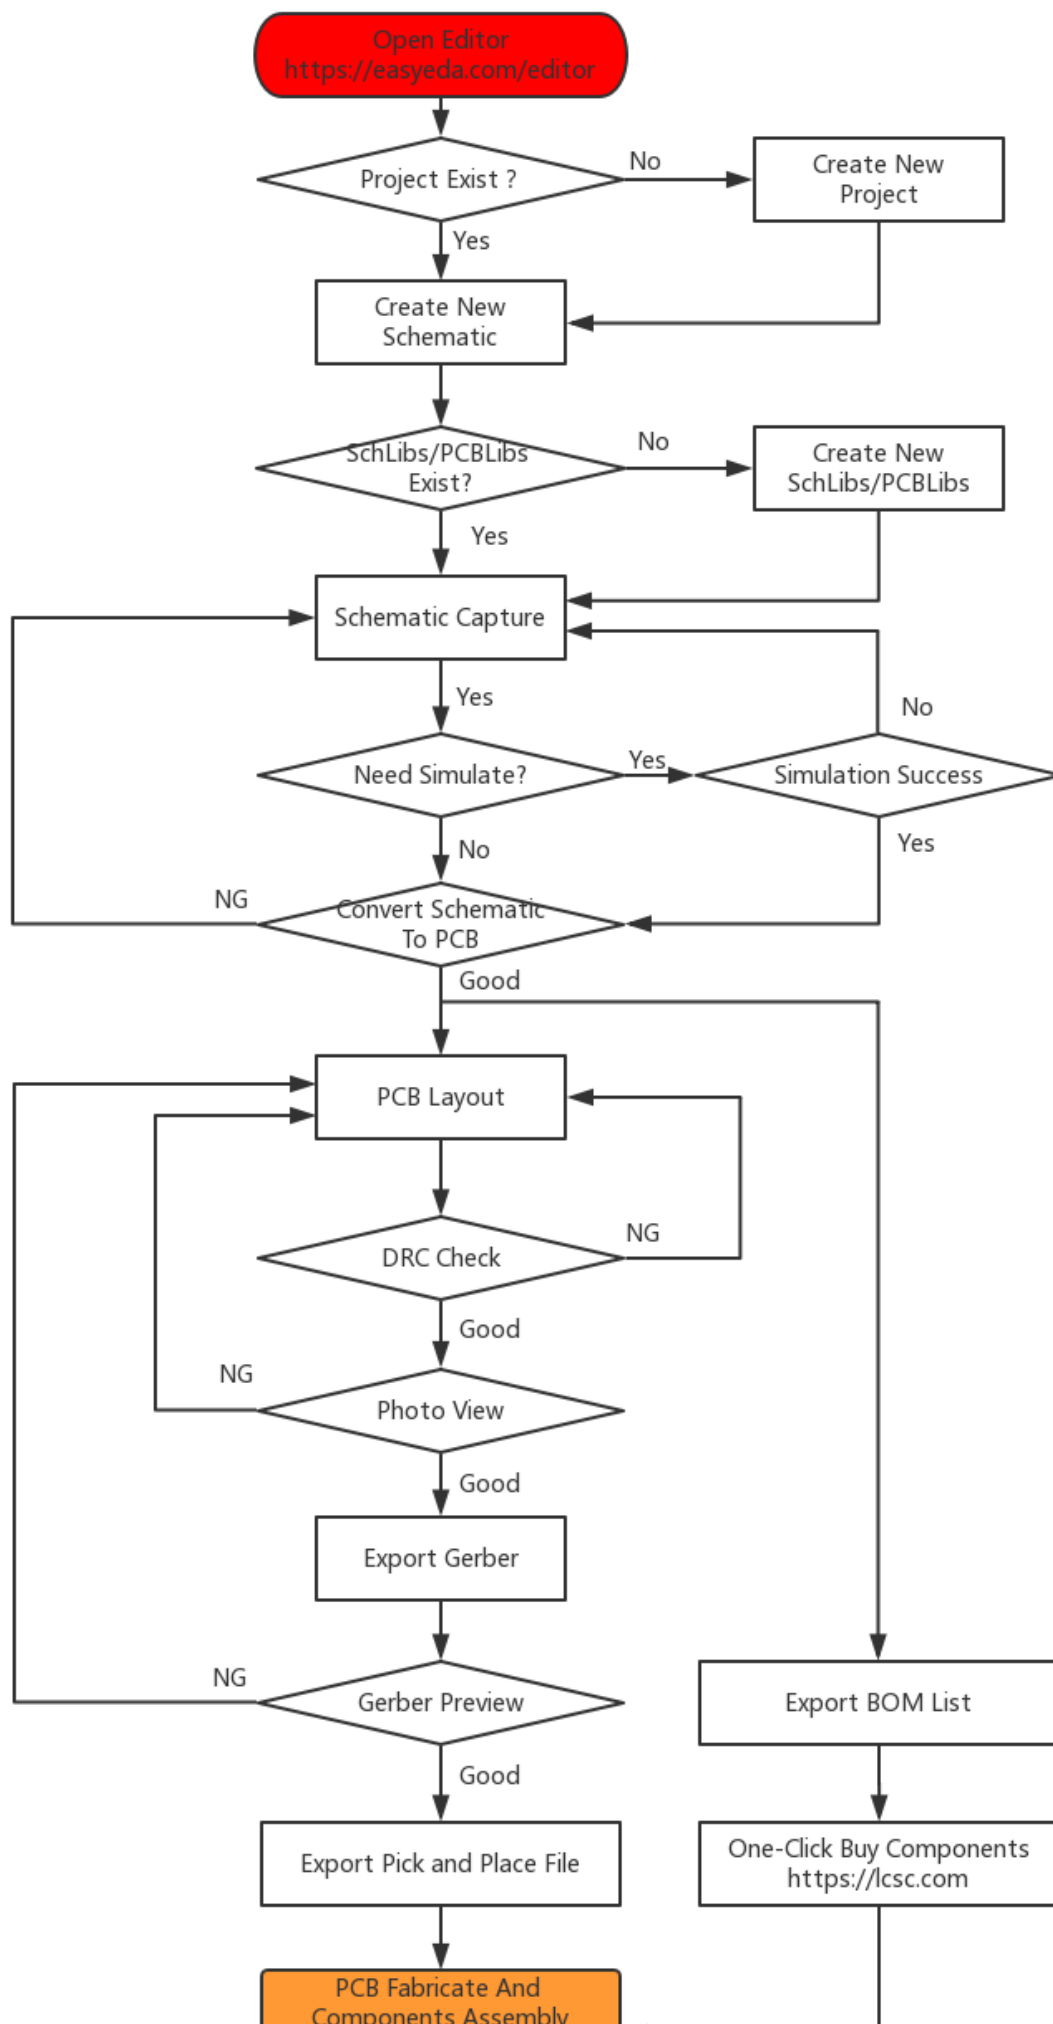 Open Editor
https://easyeda.com/editor
Project Exist ?
No
Create New
Project
Yes
Create New
Schematic
SchLibs/PCBLibs
Exist?
No
Create New
SchLibs/PCBLibs
Yes
Schematic Capture
Yes
No
Need Simulate?
Yes
Simulation Success
No
Yes
NG
Convert Schematic
To PCB
Good
PCB Layout
NG
DRC Check
Good
NG
Photo View
Good
Export Gerber
NG
Gerber Preview
Export BOM List
Good
Export Pick and Place File
One-Click Buy Components
https://lcsc.com
PCB Fabricate And
Components Assembly